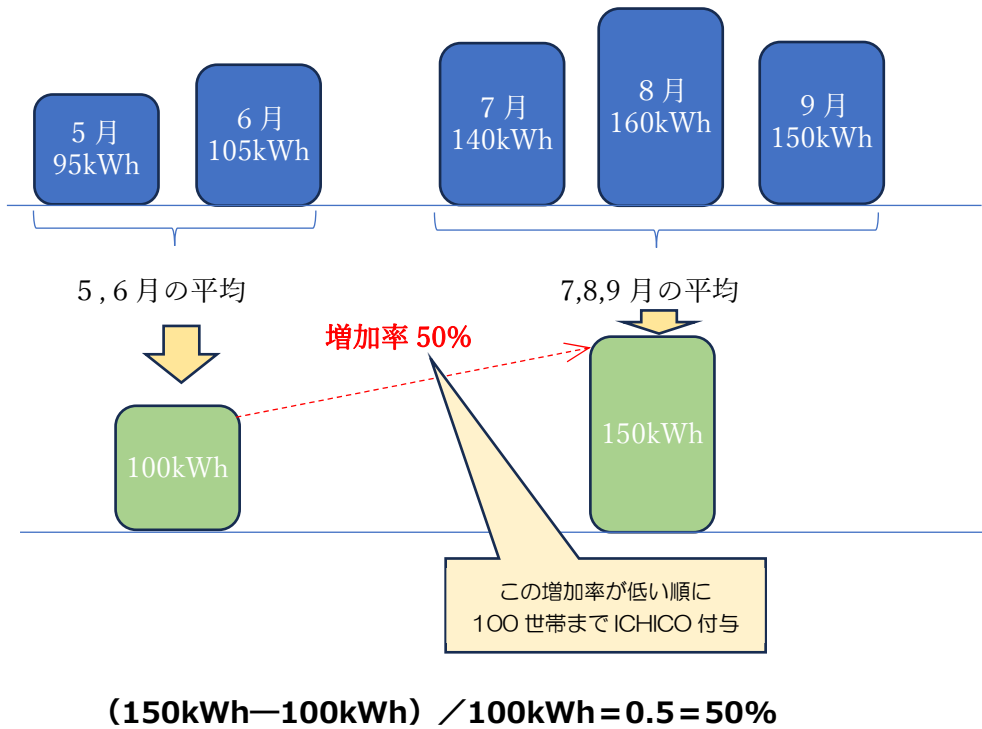 5 月
95kWh
6 月
105kWh
7 月
140kWh
8 月
160kWh
9 月
150kWh
5 , 6 月の平均
7,8,9 月の平均
増加率 50%
100kWh
150kWh
この増加率が低い順に
100 世帯まで ICHICO 付与
（150kWh―100kWh）／100kWh＝0.5＝50%